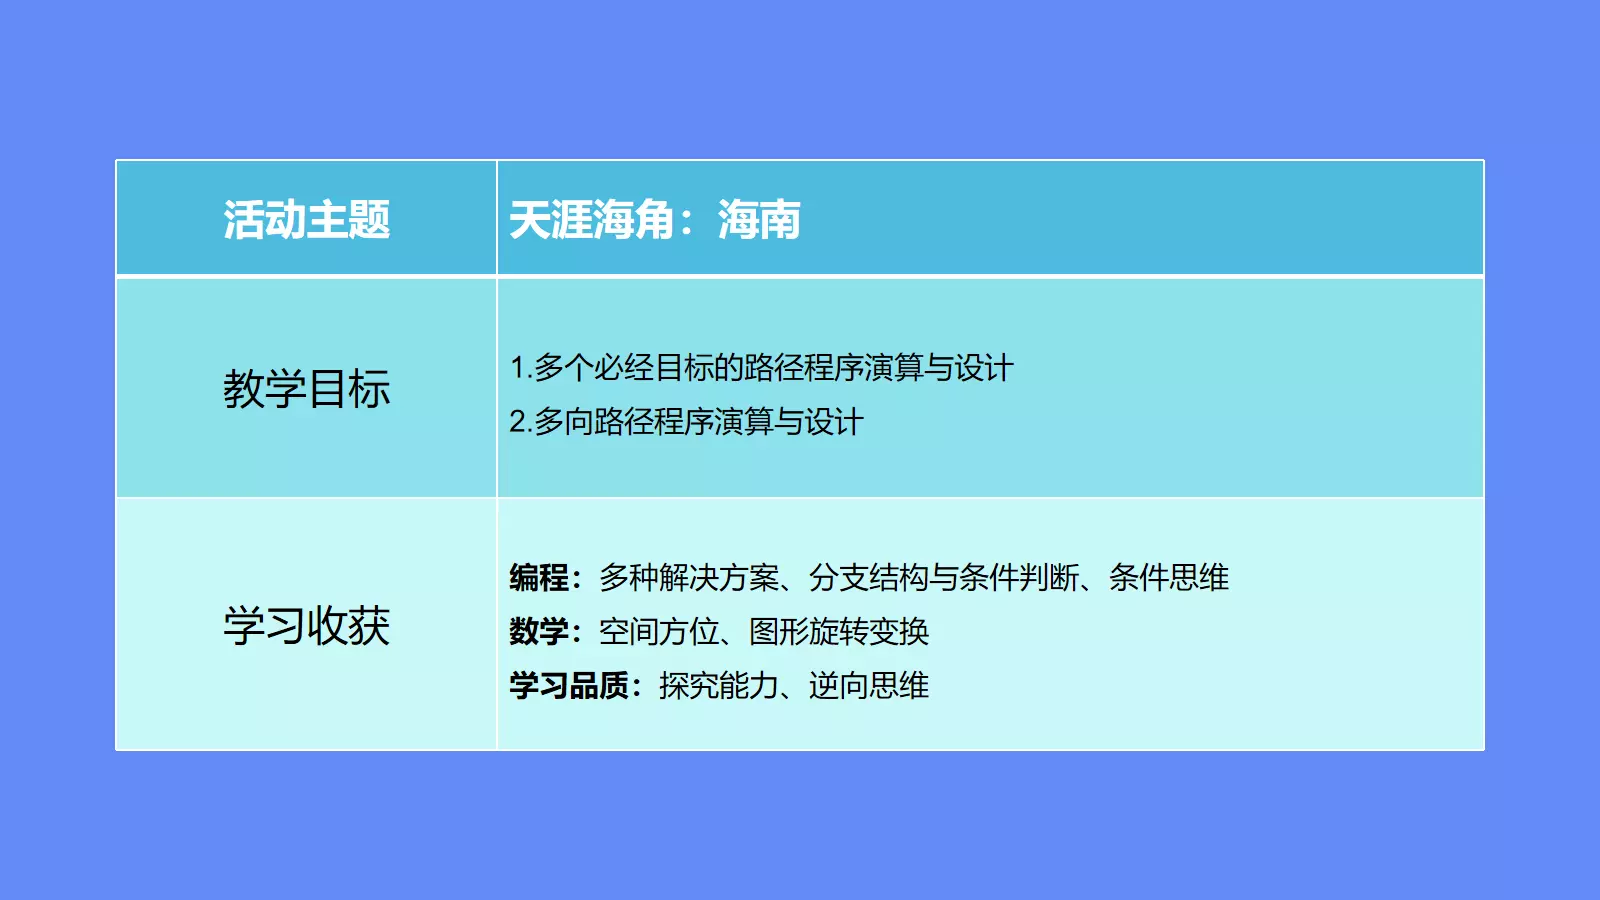 活动主题
天涯海角：海南
教学目标
1.多个必经目标的路径程序演算与设计
2.多向路径程序演算与设计
学习收获
编程：多种解决方案、分支结构与条件判断、条件思维
数学：空间方位、图形旋转变换
学习品质：探究能力、逆向思维